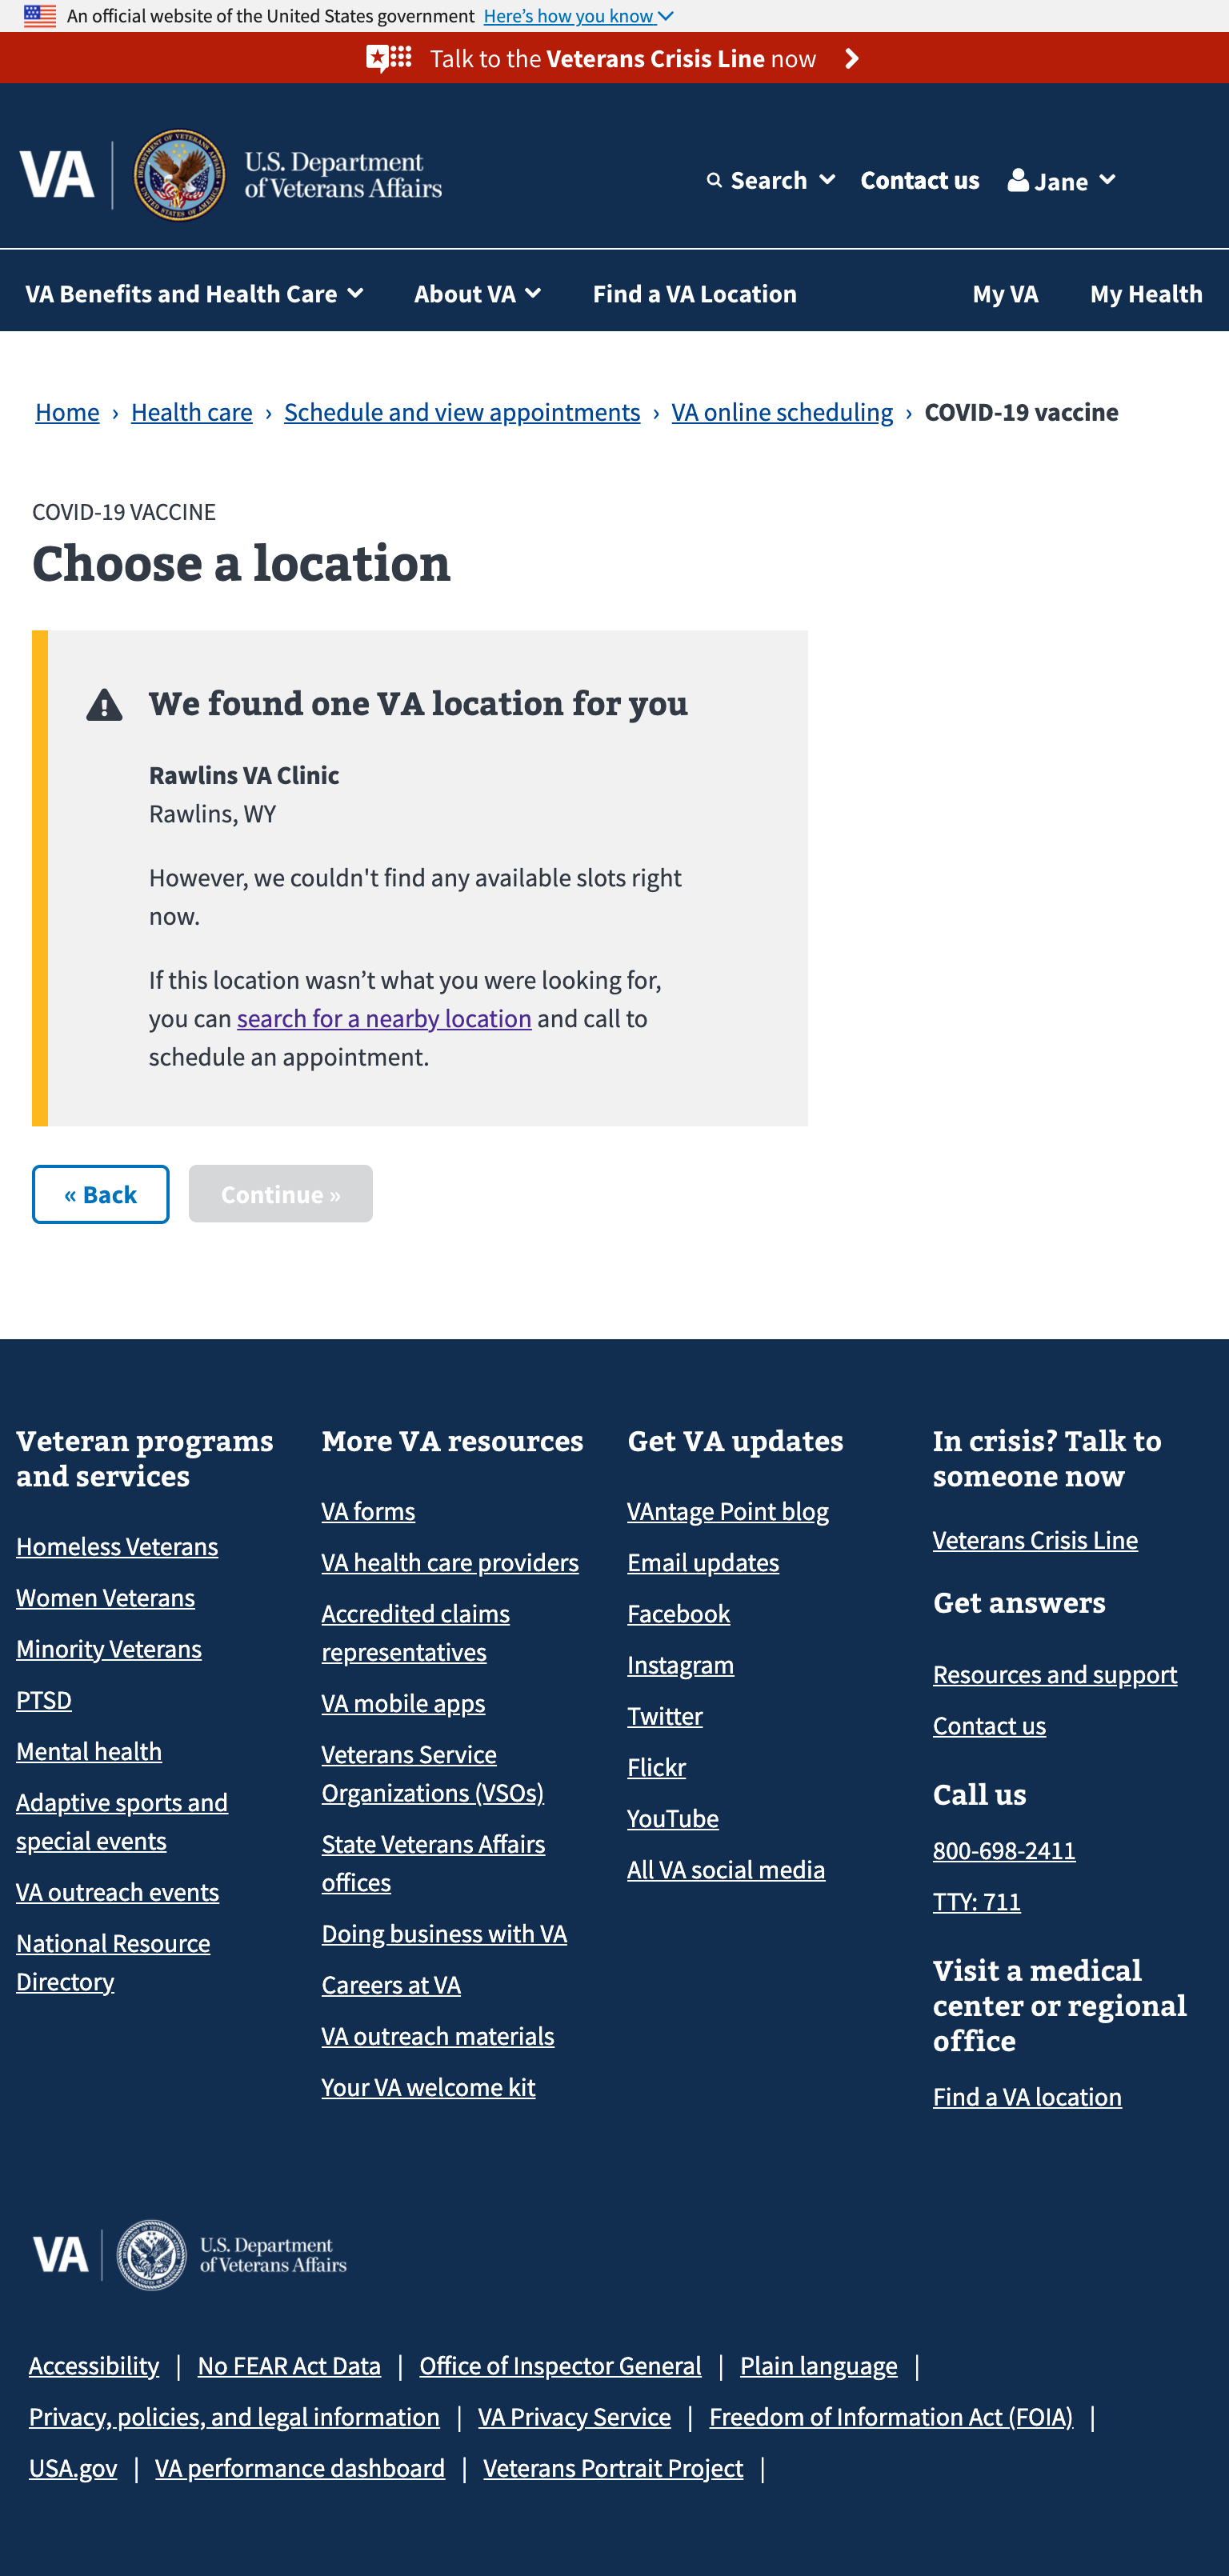 An official website of the United States government Here's how you know
Talk to the Veterans Crisis Line now
VA
U.S. Department
of Veterans Affairs
Search
Contact us
Jane
VA Benefits and Health Care
About VA
Find a VA Location
My VA
My Health
Home › Health care › Schedule and view appointments › VA online scheduling › COVID-19 vaccine
COVID-19 VACCINE
Choose a location
We found one VA location for you
Rawlins VA Clinic
Rawlins, WY
However, we couldn't find any available slots right
now.
If this location wasn’t what you were looking for,
you can search for a nearby location and call to
schedule an appointment.
« Back
Continue »
Veteran programs
and services
Homeless Veterans
Women Veterans
Minority Veterans
PTSD
Mental health
Adaptive sports and
special events
VA outreach events
National Resource
Directory
More VA resources
VA forms
VA health care providers
Accredited claims
representatives
VA mobile apps
Veterans Service
Organizations (VSOs)
State Veterans Affairs
offices
Doing business with VA
Careers at VA
VA outreach materials
Your VA welcome kit
Get VA updates
VAntage Point blog
Email updates
Facebook
Instagram
Twitter
Flickr
YouTube
All VA social media
In crisis? Talk to
someone now
Veterans Crisis Line
Get answers
Resources and support
Contact us
Call us
800-698-2411
TTY: 711
Visit a medical
center or regional
office
Find a VA location
VA
U.S. Department
of Veterans Affairs
Accessibility | No FEAR Act Data | Office of Inspector General | Plain language |
Privacy, policies, and legal information | VA Privacy Service | Freedom of Information Act (FOIA) |
USA.gov | VA performance dashboard | Veterans Portrait Project |